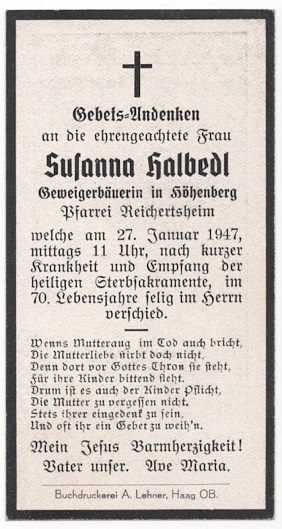 Gebets-Andenken
an die ehrengeachtete Frau
Susanna Halbedl
Geweigerbäuerin in Höhenberg
Pfarrei Reichertsheim
welche am 27. Januar 1947,
mittags 11 Uhr, nach kurzer
Krankheit und Empfang der
heiligen Sterbsakramente, im
70. Lebensjahre selig im Herrn
verschied.
Wenns Mutteraug im Tod auch bricht,
Die Mutterliebe stirbt doch nicht.
Denn dort vor Gottes Thron sie steht,
Für ihre Kinder bittend fleht.
Drum ist es auch der Kinder Pflicht,
Die Mutter zu vergessen nicht.
Stets ihrer eingedenk zu sein,
Und oft ihr ein Gebet zu weih'n.
Mein Jesus Barmherzigkeit!
Vater unser. Ave Maria.
Buchdruckerei A. Lehner, Haag OB.